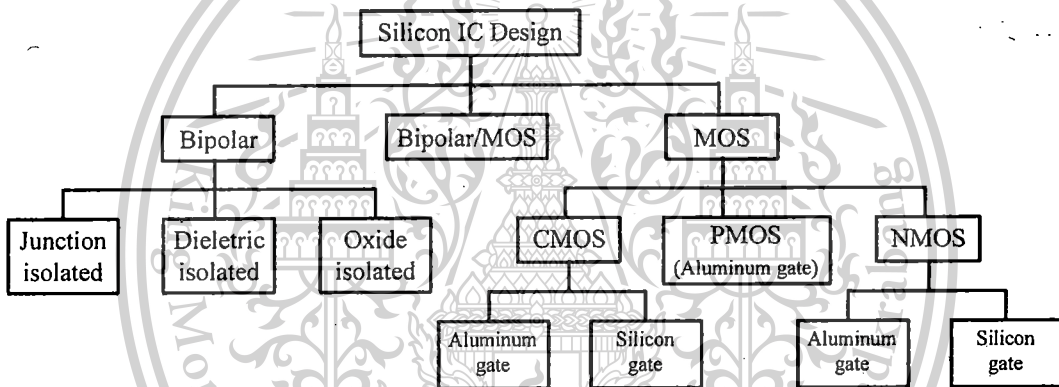 Silicon IC Design
Bipolar
Bipolar/MOS
MOS
Junction
isolated
Dieletric
isolated
Oxide
isolated
CMOS
PMOS
(Aluminum gate)
NMOS
Aluminum
gate
Silicon
gate
Aluminum
gate
Silicon
gate